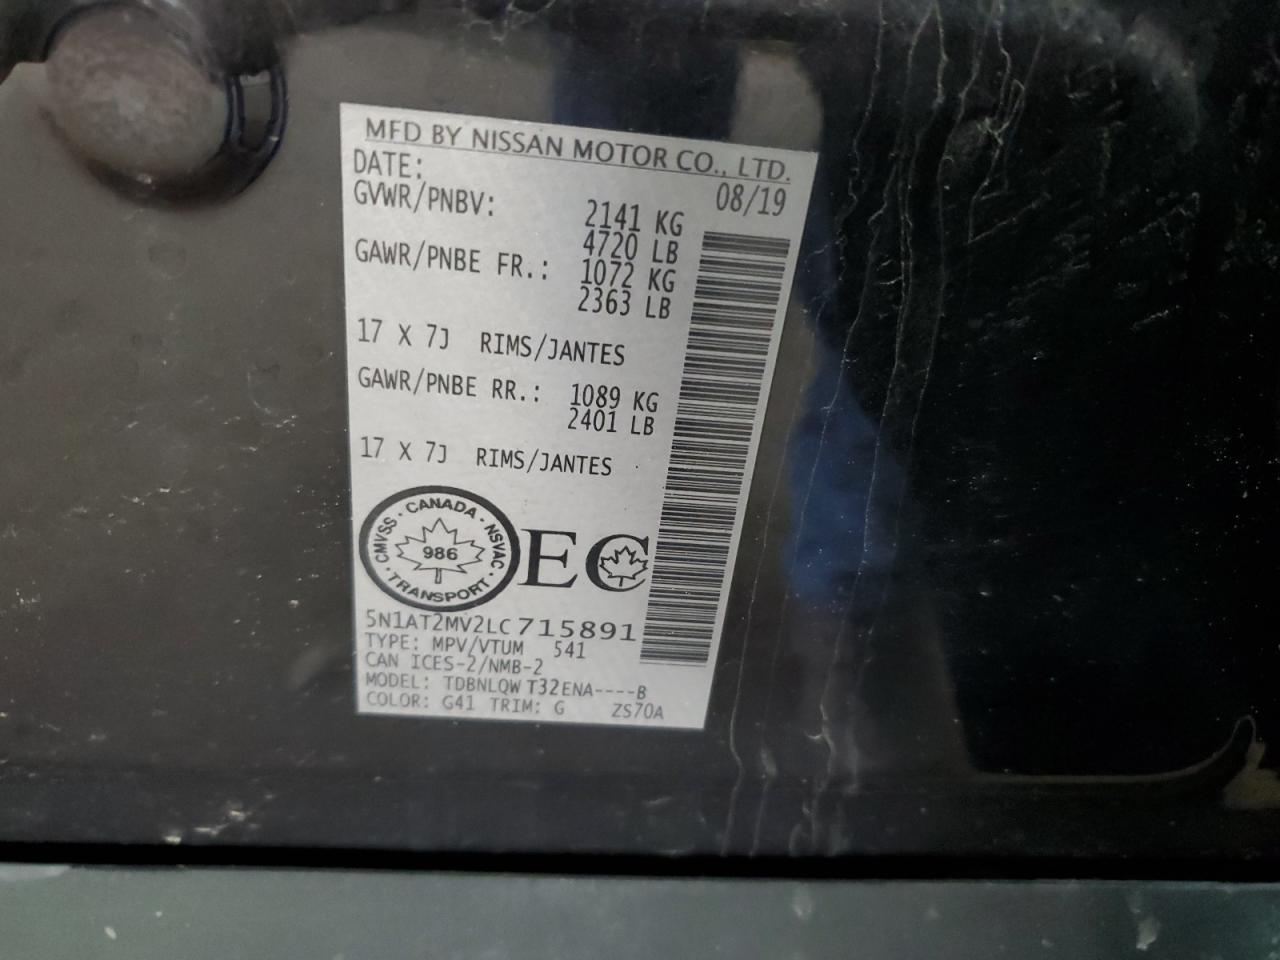 MFD BY NISSAN MOTOR CO., LTD.
DATE: 08/19
GVWR/PNBV: 2141 KG
4720 LB
GAWR/PNBE FR.: 1072 KG
2363 LB
17 X 7J RIMS/JANTES
GAWR/PNBE RR.: 1089 KG
2401 LB
17 X 7J RIMS/JANTES
CMVSS · CANADA · NSVAC · TRANSPORT ·
986
EC
5N1AT2MV2LC715891
TYPE: MPV/VTUM 541
CAN ICES-2/NMB-2
MODEL: TDBNLQW T32ENA----B
COLOR: G41 TRIM: G ZS70A